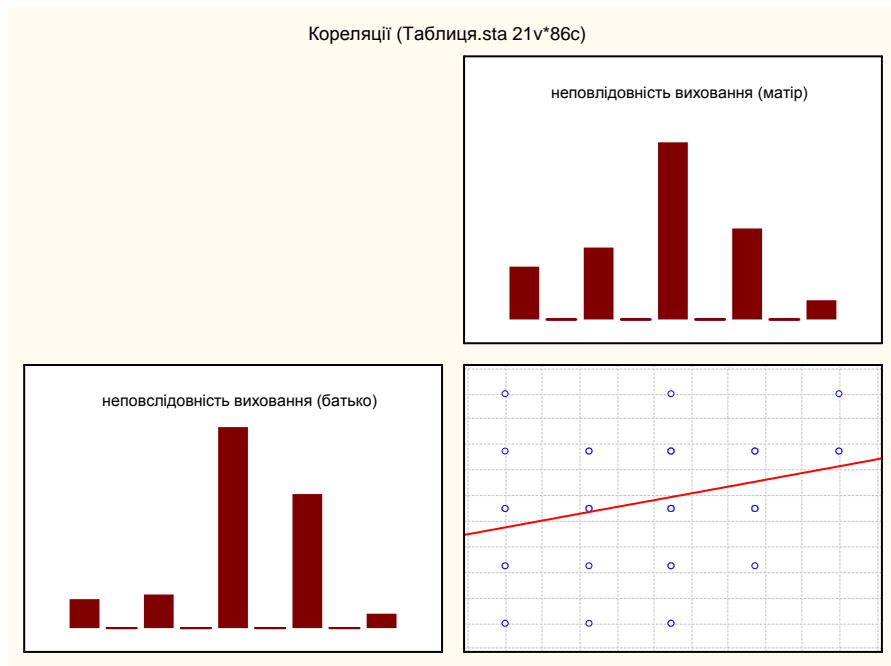 Кореляції (Таблиця.sta 21v*86c)
неповлідовність виховання (матір)
неповслідовність виховання (батько)